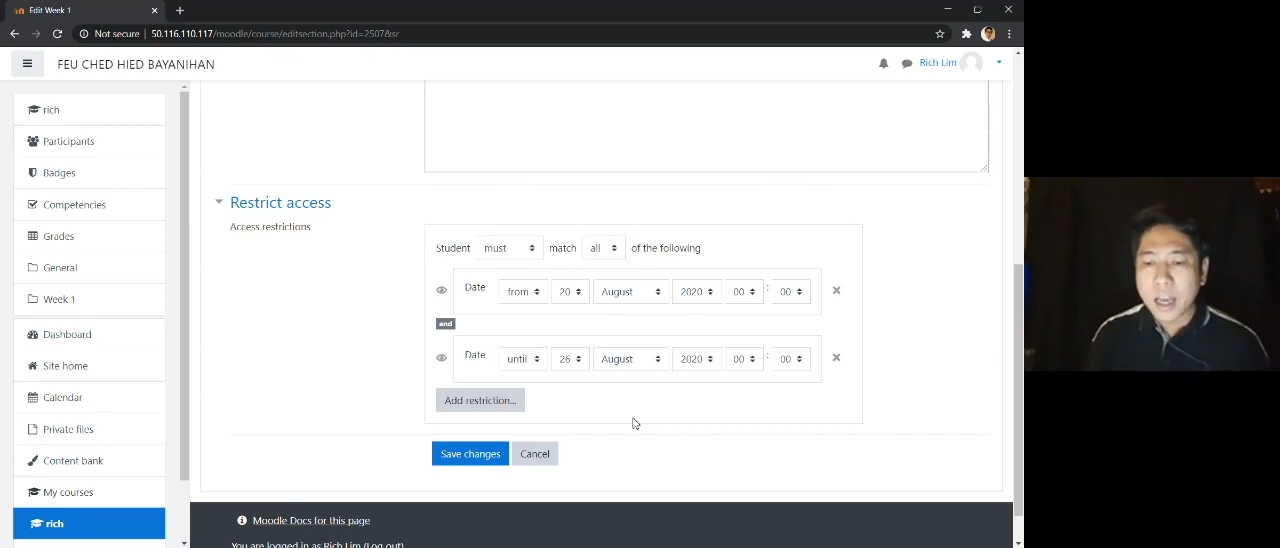 Edit Week 1
Not secure | 50.116.110.117/moodle/course/editsection.php?id=2507&sr
FEU CHED HIED BAYANIHAN
Rich Lim
rich
Participants
Badges
Competencies
Grades
General
Week 1
Dashboard
Site home
Calendar
Private files
Content bank
My courses
rich
Restrict access
Access restrictions
Student must match all of the following
Date from 20 August 2020 00 : 00
and
Date until 26 August 2020 00 : 00
Add restriction...
Save changes Cancel
Moodle Docs for this page
You are logged in as Rich Lim (Log out)